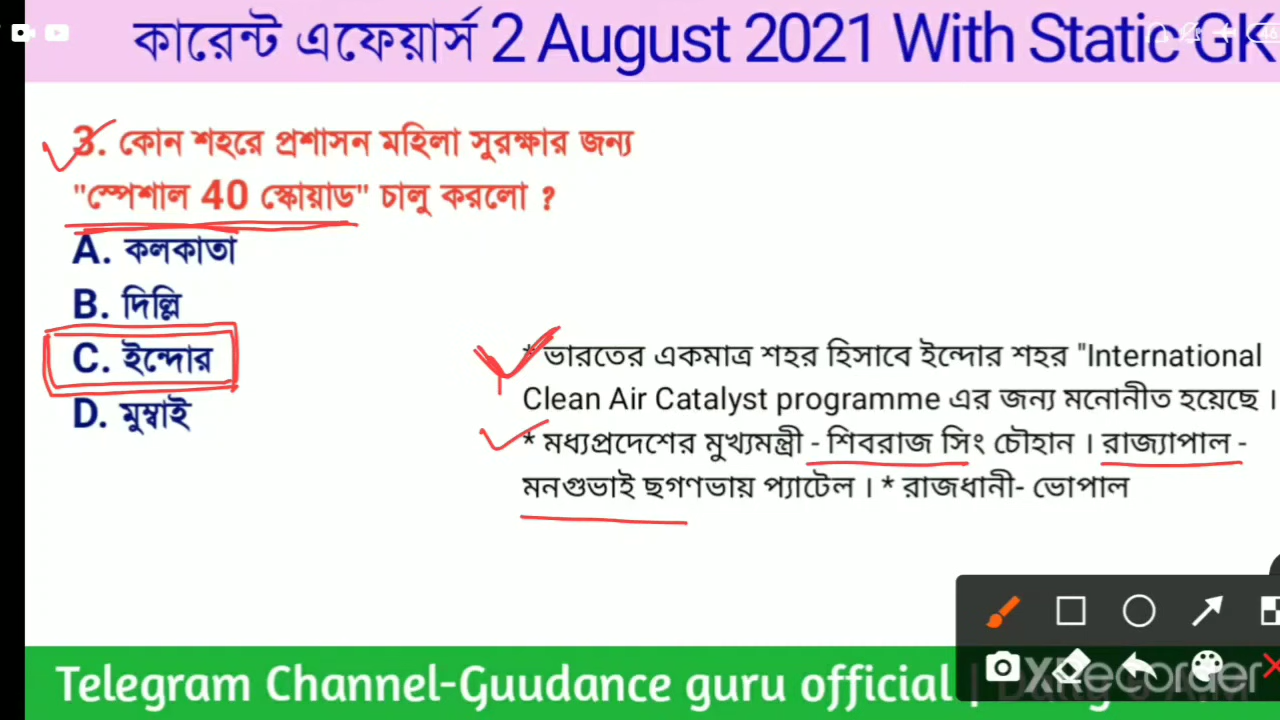 কারেন্ট এফেয়ার্স 2 August 2021 With Static GK
3. কোন শহরে প্রশাসন মহিলা সুরক্ষার জন্য
"স্পেশাল 40 স্কোয়াড" চালু করলো ?
A. কলকাতা
B. দিল্লি
C. ইন্দোর
D. মুম্বাই
* ভারতের একমাত্র শহর হিসাবে ইন্দোর শহর "International
Clean Air Catalyst programme এর জন্য মনোনীত হয়েছে ।
* মধ্যপ্রদেশের মুখ্যমন্ত্রী - শিবরাজ সিং চৌহান । রাজ্যাপাল -
মনগুভাই ছগণভায় প্যাটেল । * রাজধানী- ভোপাল
Telegram Channel-Guudance guru official |
XRecorder